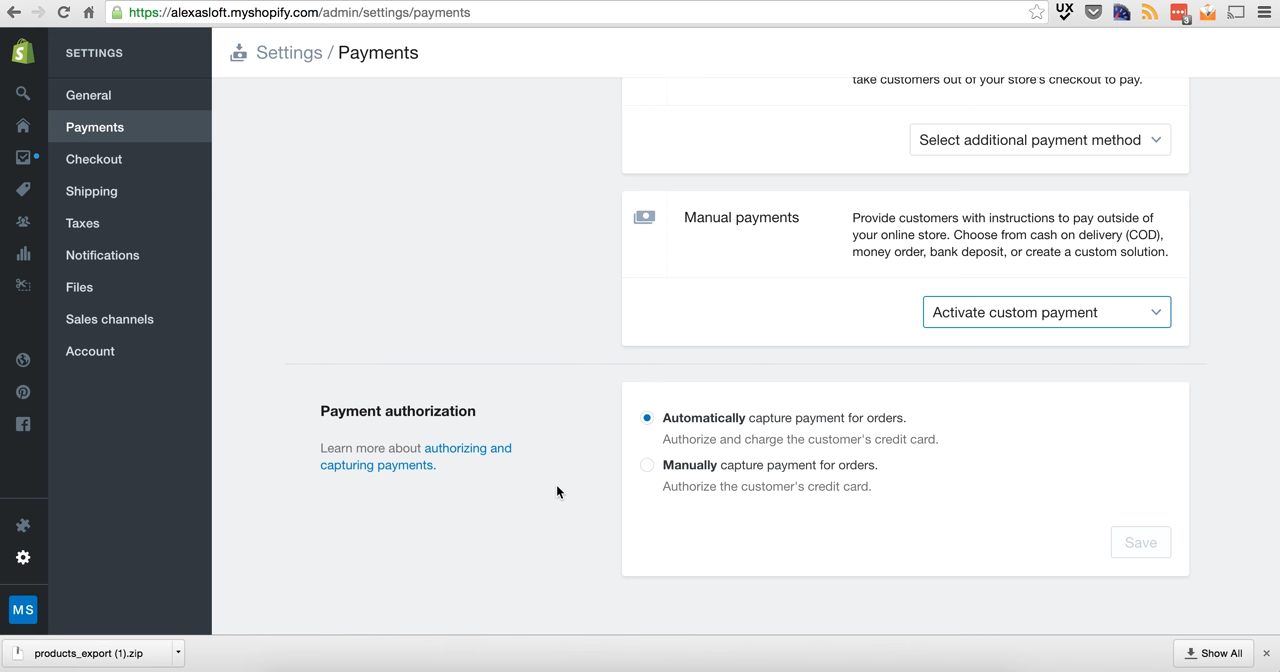 https://alexasloft.myshopify.com/admin/settings/payments
UX
3
SETTINGS
Settings / Payments
General
Payments
Checkout
Shipping
Taxes
Notifications
Files
Sales channels
Account
MS
take customers out of your store's checkout to pay.
Select additional payment method
Manual payments
Provide customers with instructions to pay outside of
your online store. Choose from cash on delivery (COD),
money order, bank deposit, or create a custom solution.
Activate custom payment
Payment authorization
Learn more about authorizing and
capturing payments.
Automatically capture payment for orders.
Authorize and charge the customer's credit card.
Manually capture payment for orders.
Authorize the customer's credit card.
Save
products_export (1).zip
Show All